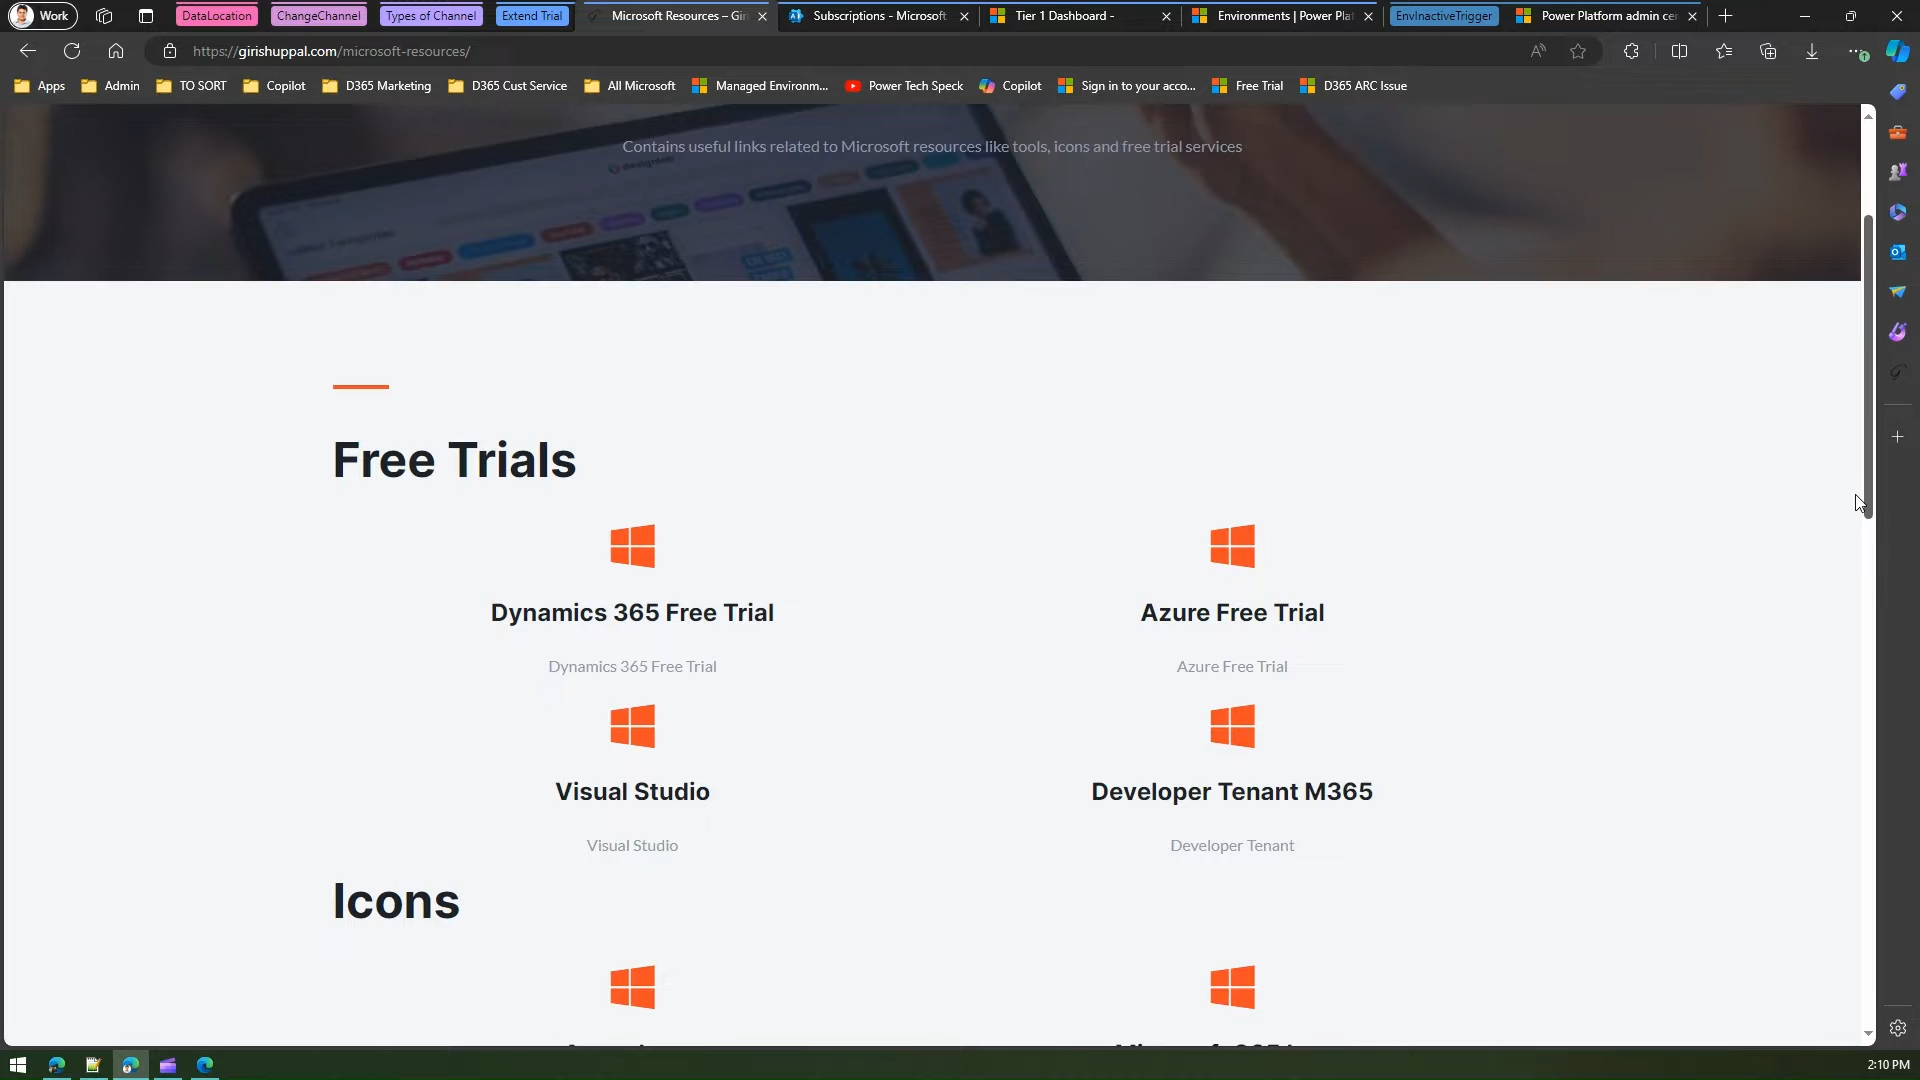 Work
DataLocation
ChangeChannel
Types of Channel
Extend Trial
Microsoft Resources – Giri
Subscriptions - Microsoft
Tier 1 Dashboard -
Environments | Power Pla
EnvInactiveTrigger
Power Platform admin cer
https://girishuppal.com/microsoft-resources/
Apps
Admin
TO SORT
Copilot
D365 Marketing
D365 Cust Service
All Microsoft
Managed Environm...
Power Tech Speck
Copilot
Sign in to your acco...
Free Trial
D365 ARC Issue
Contains useful links related to Microsoft resources like tools, icons and free trial services
Free Trials
Dynamics 365 Free Trial
Azure Free Trial
Dynamics 365 Free Trial
Azure Free Trial
Visual Studio
Developer Tenant M365
Visual Studio
Developer Tenant
Icons
2:10 PM